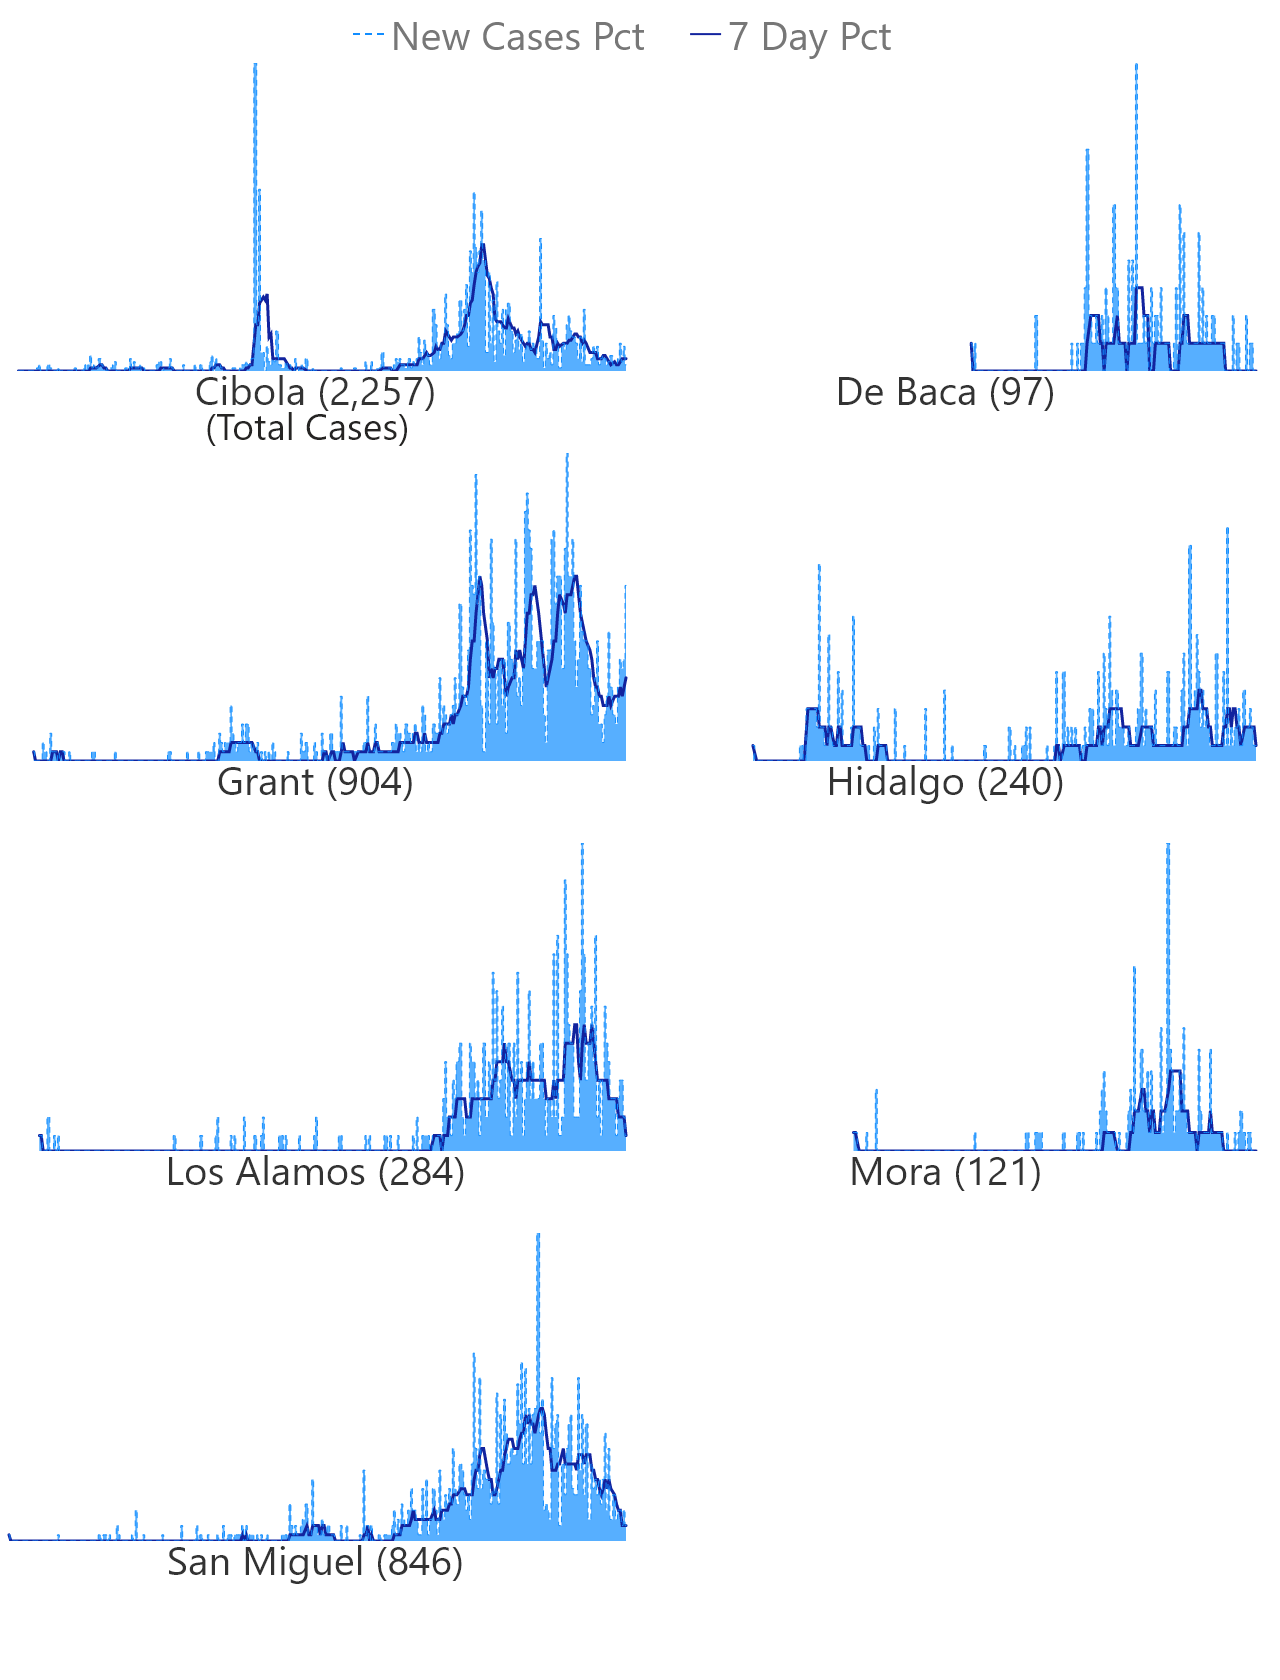 New Cases Pct 7 Day Pct
Cibola (2,257)
(Total Cases)
De Baca (97)
Grant (904)
Hidalgo (240)
Los Alamos (284)
Mora (121)
San Miguel (846)